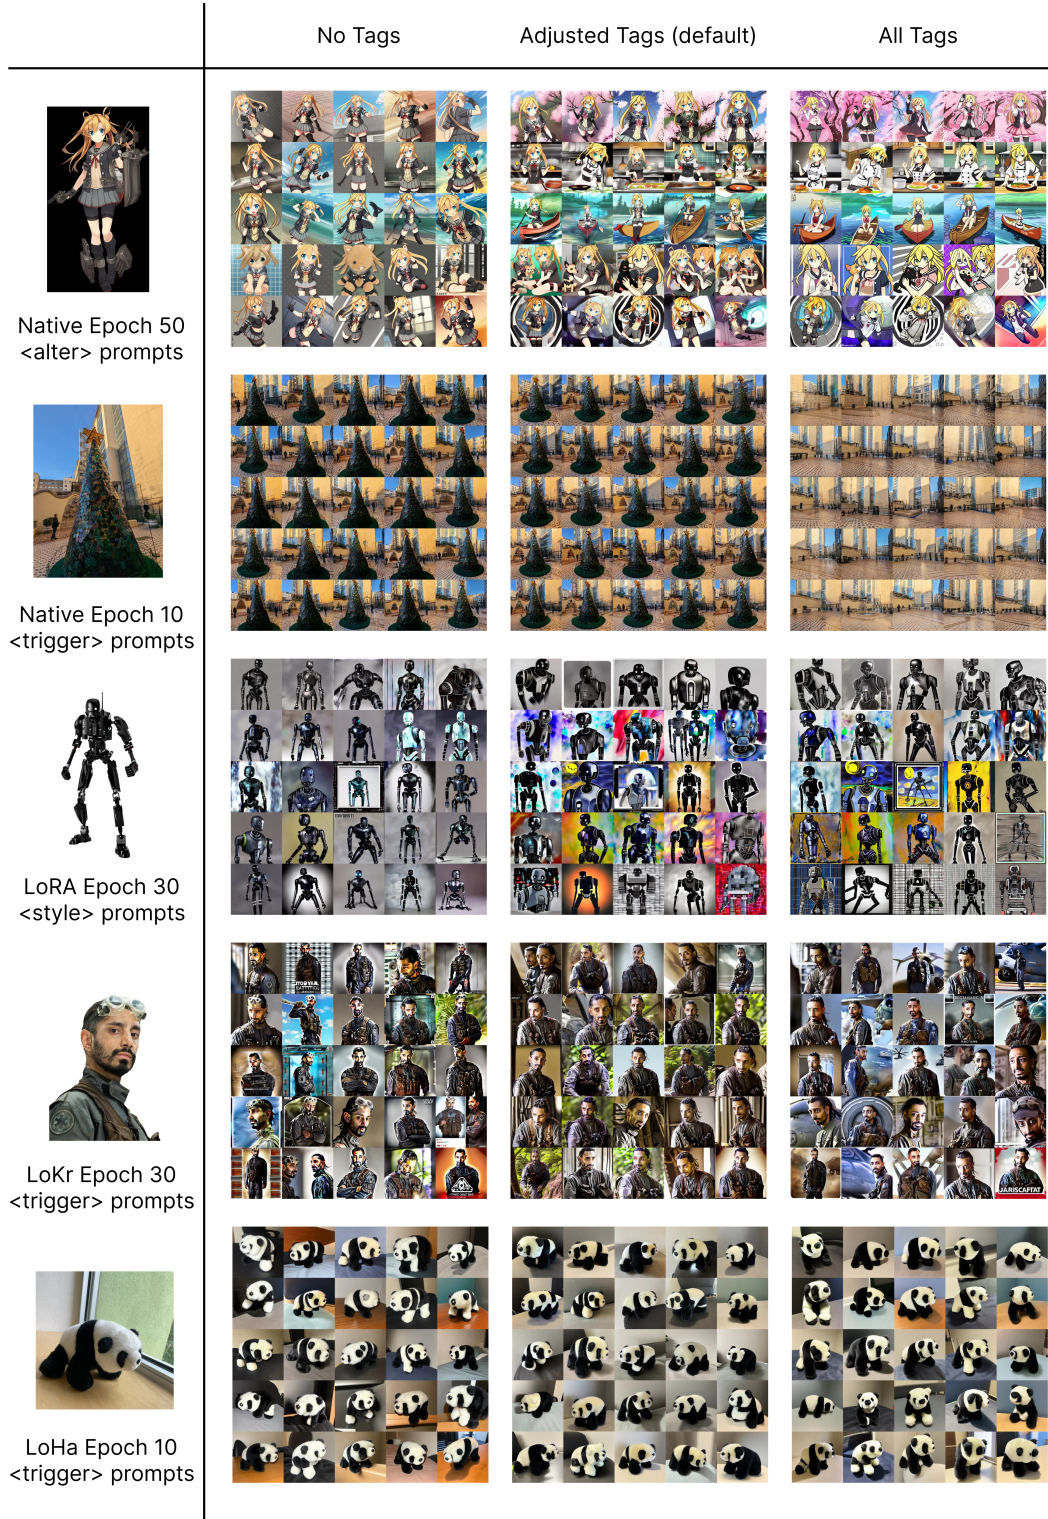 No Tags
Adjusted Tags (default)
All Tags
Native Epoch 50
<alter> prompts
Native Epoch 10
<trigger> prompts
LoRA Epoch 30
<style> prompts
LoKr Epoch 30
<trigger> prompts
JARISCAFTAT
LoHa Epoch 10
<trigger> prompts